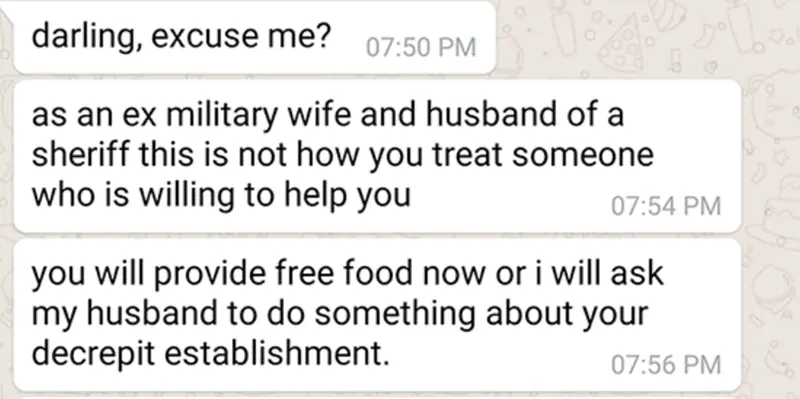 darling, excuse me?
07:50 PM
as an ex military wife and husband of a
sheriff this is not how you treat someone
who is willing to help you
07:54 PM
you will provide free food now or i will ask
my husband to do something about your
decrepit establishment.
07:56 PM